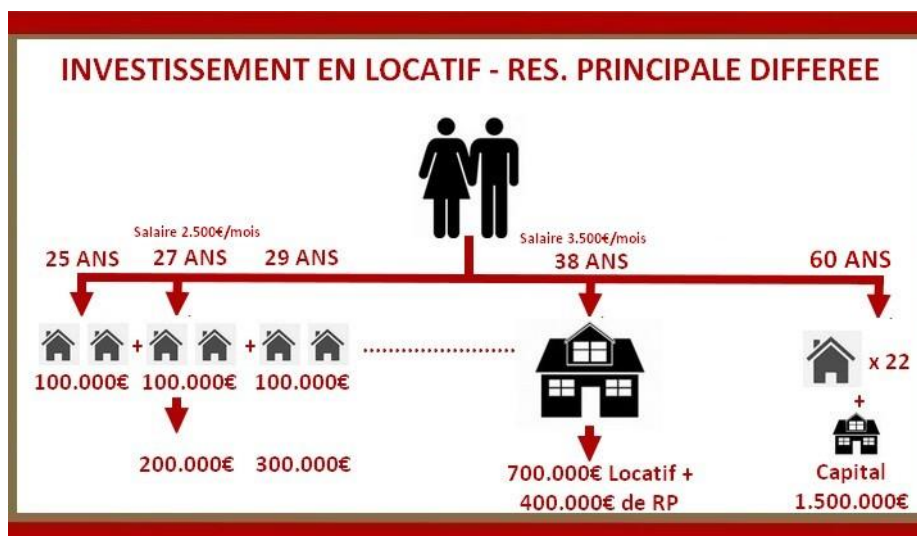 INVESTISSEMENT EN LOCATIF - RES. PRINCIPALE DIFFEREE
Salaire 2.500€/mois
Salaire 3.500€/mois
25 ANS 27 ANS 29 ANS 38 ANS 60 ANS
+ + x 22
100.000€ 100.000€ 100.000€
+
200.000€ 300.000€
700.000€ Locatif +
400.000€ de RP
Capital
1.500.000€